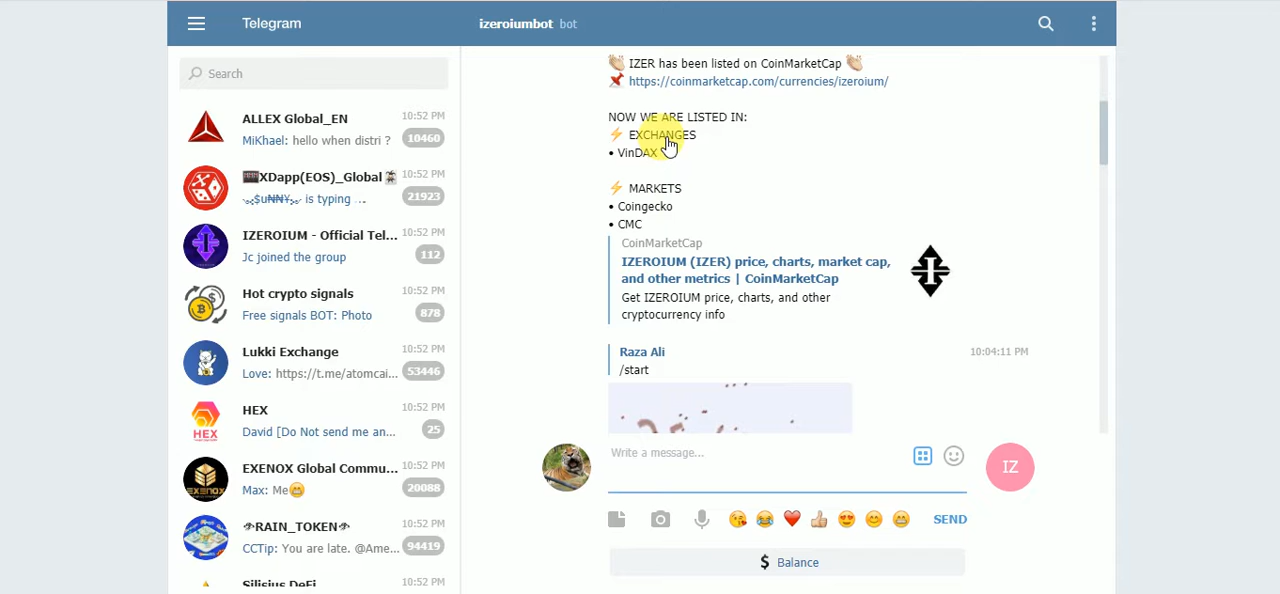 Telegram
izeroiumbot bot
Search
ALLEX Global_EN
10:52 PM
MiKhael: hello when distri ?
10460
XDapp(EOS)_Global
10:52 PM
$u₦₦¥ is typing ...
21923
IZEROIUM - Official Tel...
10:52 PM
Jc joined the group
112
Hot crypto signals
10:52 PM
Free signals BOT: Photo
878
Lukki Exchange
10:52 PM
Love: https://t.me/atomcai...
53446
HEX
10:52 PM
David [Do Not send me an...
25
EXENOX Global Commu...
10:52 PM
Max: Me😁
20088
👁RAIN_TOKEN👁
10:52 PM
CCTip: You are late. @Ame...
94419
Silisius DeFi
10:52 PM
HEX
EXENOX
👏 IZER has been listed on CoinMarketCap 👏
📌 https://coinmarketcap.com/currencies/izeroium/
NOW WE ARE LISTED IN:
⚡ EXCHANGES
• VinDAX
⚡ MARKETS
• Coingecko
• CMC
CoinMarketCap
IZEROIUM (IZER) price, charts, market cap,
and other metrics | CoinMarketCap
Get IZEROIUM price, charts, and other
cryptocurrency info
Raza Ali
10:04:11 PM
/start
Write a message...
IZ
😘 😂 ❤️ 👍 😍 😊 😁 SEND
$ Balance